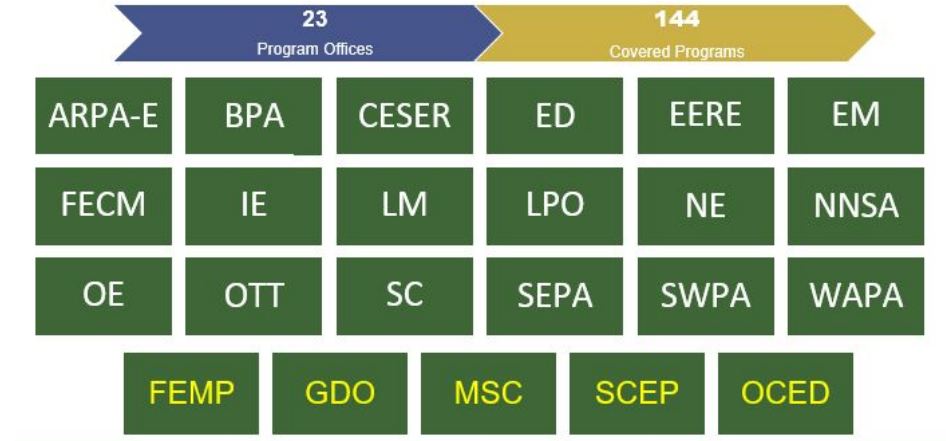 23
Program Offices
144
Covered Programs
ARPA-E BPA CESER ED EERE EM
FECM IE LM LPO NE NNSA
OE OTT SC SEPA SWPA WAPA
FEMP GDO MSC SCEP OCED